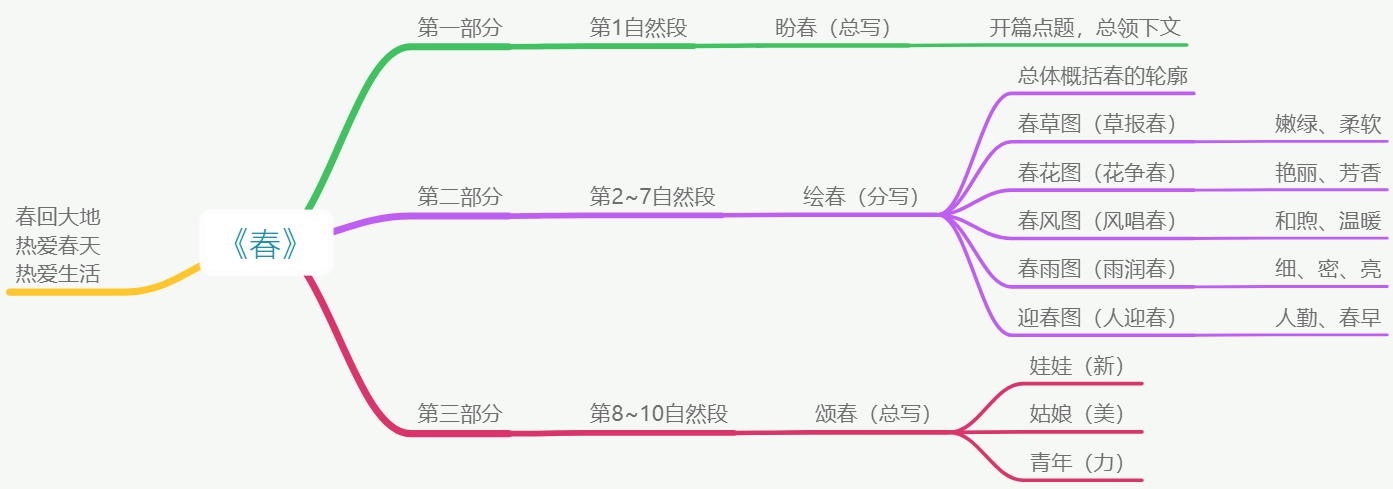 春回大地
热爱春天
热爱生活
《春》
第一部分
第1自然段
盼春（总写）
开篇点题，总领下文
第二部分
第2~7自然段
绘春（分写）
总体概括春的轮廓
春草图（草报春）
嫩绿、柔软
春花图（花争春）
艳丽、芳香
春风图（风唱春）
和煦、温暖
春雨图（雨润春）
细、密、亮
迎春图（人迎春）
人勤、春早
第三部分
第8~10自然段
颂春（总写）
娃娃（新）
姑娘（美）
青年（力）